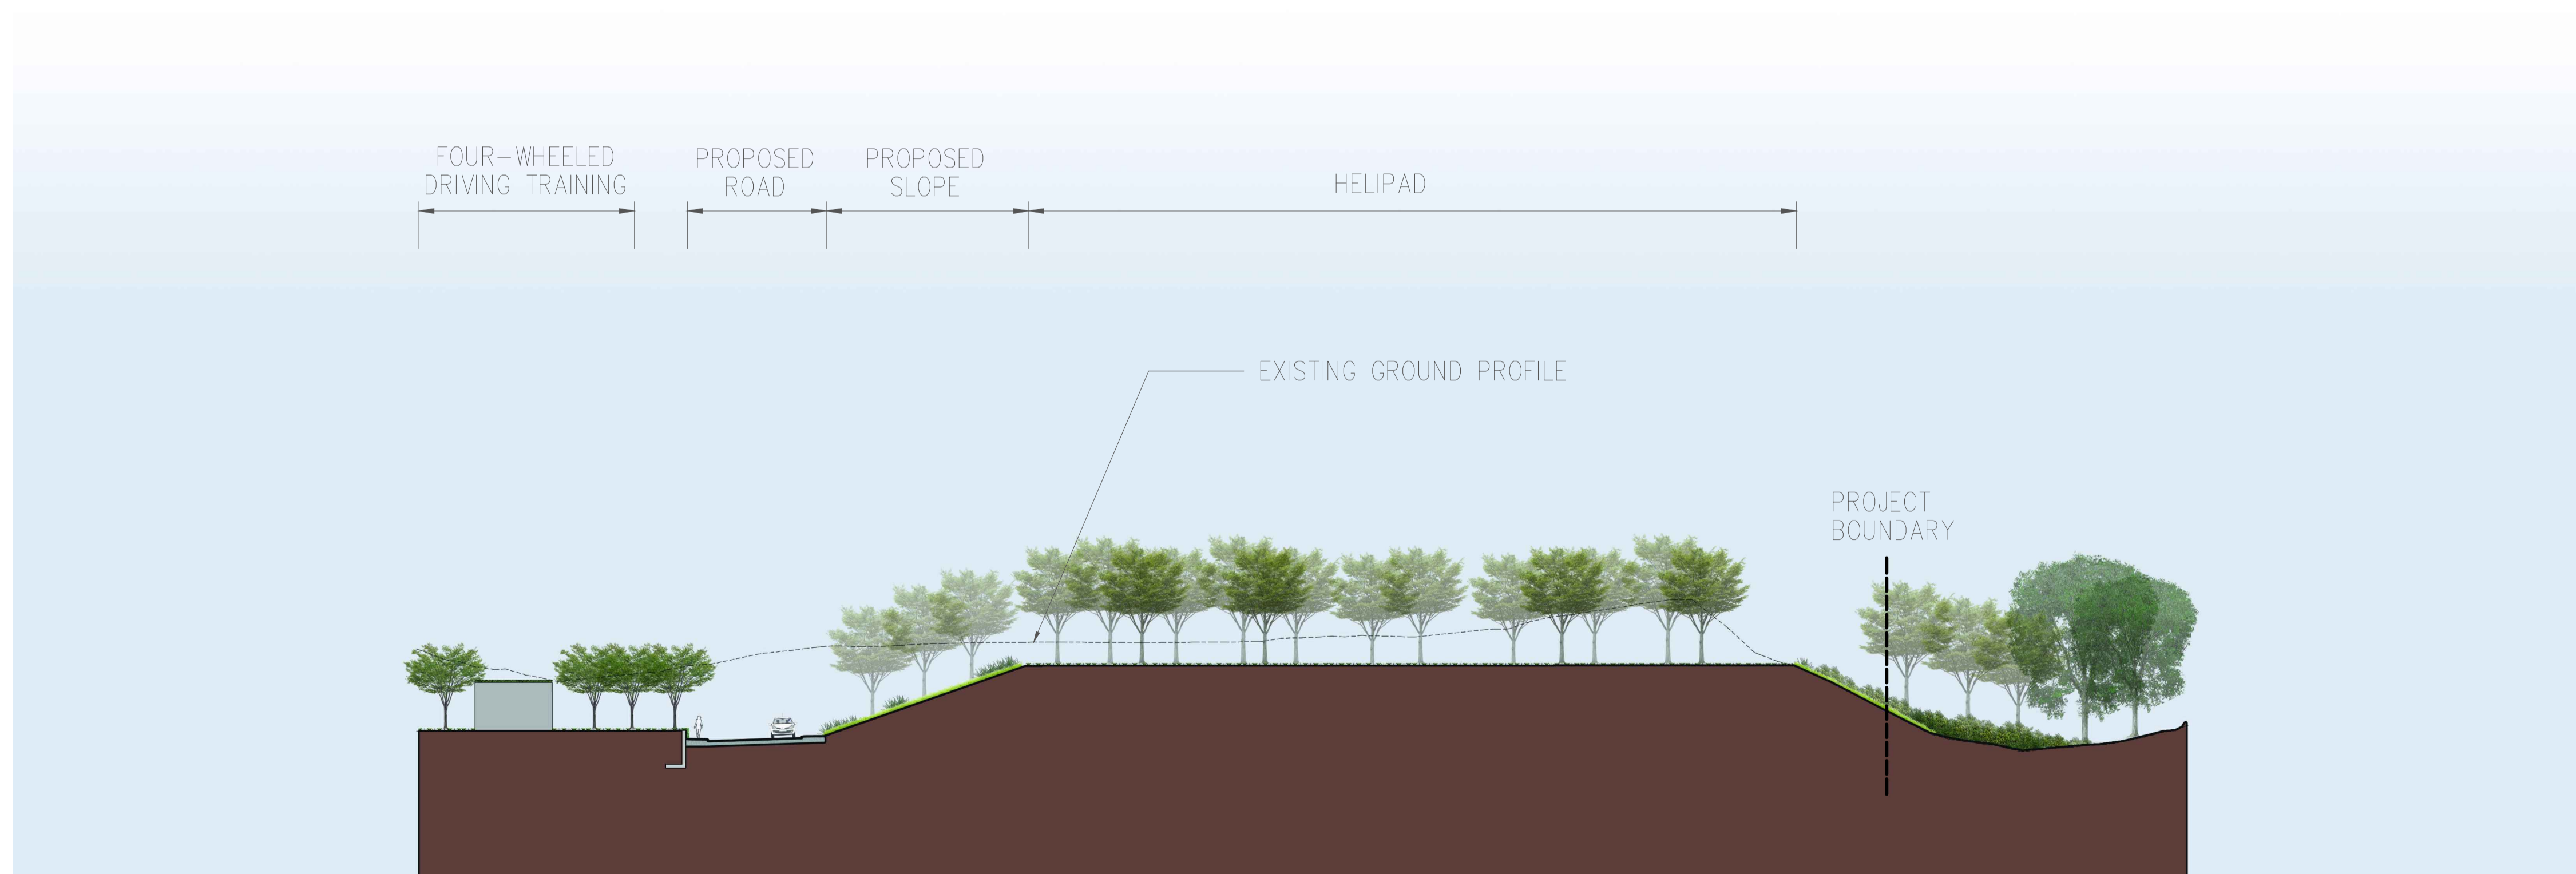 FOUR-WHEELED
DRIVING TRAINING
PROPOSED
ROAD
PROPOSED
SLOPE
HELIPAD
EXISTING GROUND PROFILE
PROJECT
BOUNDARY